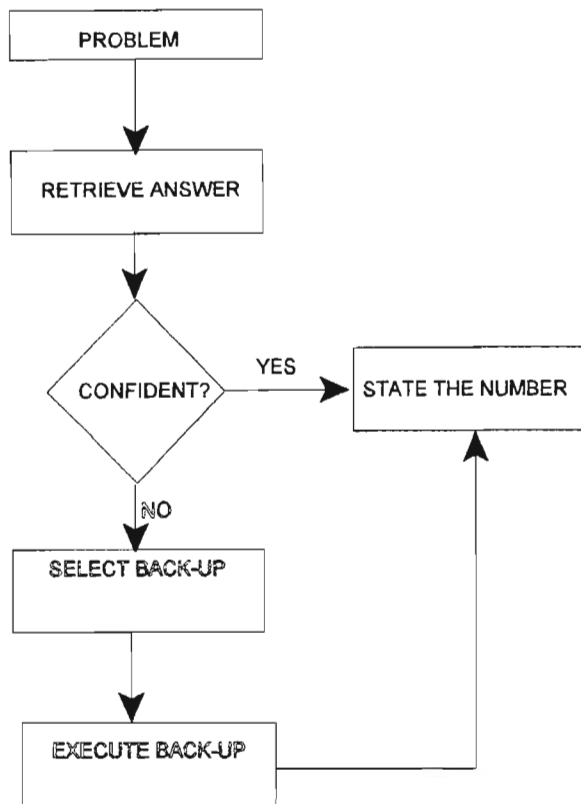 PROBLEM
RETRIEVE ANSWER
CONFIDENT?
YES
STATE THE NUMBER
NO
SELECT BACK-UP
EXECUTE BACK-UP